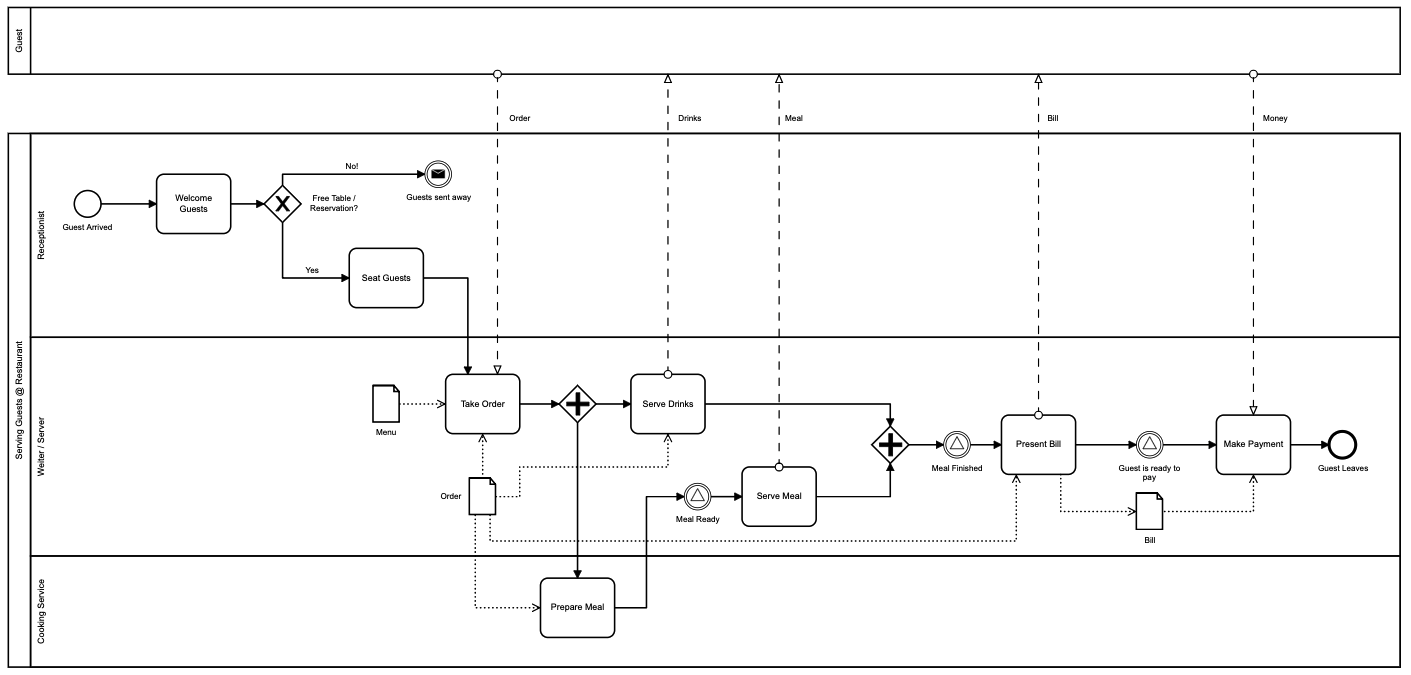 Guest
Order
Drinks
Meal
Bill
Money
Serving Guests @ Restaurant
Receptionist
Guest Arrived
Welcome
Guests
No!
Free Table /
Reservation?
Guests sent away
Yes
Seat Guests
Weiter / Server
Menu
Take Order
Serve Drinks
Order
Meal Ready
Serve Meal
Meal Finished
Present Bill
Guest is ready to
pay
Make Payment
Guest Leaves
Bill
Cooking Service
Prepare Meal